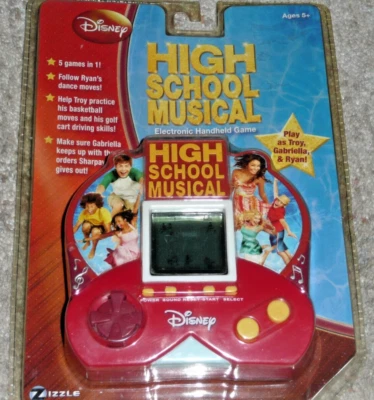 Disney
Ages 5+
HIGH
SCHOOL
MUSICAL
Electronic Handheld Game
★ 5 games in 1!
★ Follow Ryan's
dance moves!
★ Help Troy practice
his basketball
moves and his golf
cart driving skills!
★ Make sure Gabriella
keeps up with the
orders Sharpay
gives out!
Play
as Troy,
Gabriella,
& Ryan!
HIGH
SCHOOL
MUSICAL
POWER SOUND RESET START SELECT
Disney
ZIZZLE